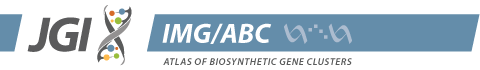 JGI IMG/ABC
ATLAS OF BIOSYNTHETIC GENE CLUSTERS